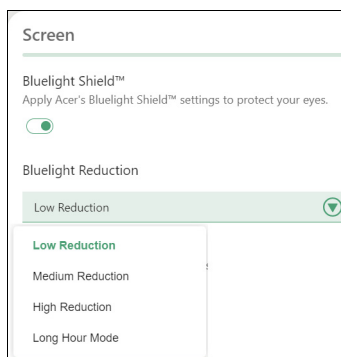 Screen
Bluelight Shield™
Apply Acer's Bluelight Shield™ settings to protect your eyes.
Bluelight Reduction
Low Reduction
Low Reduction
Medium Reduction
High Reduction
Long Hour Mode